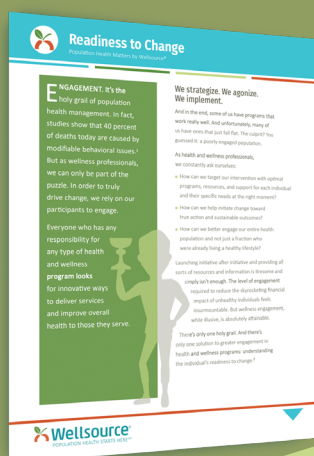 Readiness to Change
Population Health Matters by Wellsource®
ENGAGEMENT. It's the
holy grail of population
health management. In fact,
studies show that 40 percent
of deaths today are caused by
modifiable behavioral issues.¹
But as wellness professionals,
we can only be part of the
puzzle. In order to truly
drive change, we rely on our
participants to engage.
Everyone who has any
responsibility for
any type of health
and wellness
program looks
for innovative ways
to deliver services
and improve overall
health to those they serve.
We strategize. We agonize.
We implement.
And in the end, some of us have programs that
work really well. And unfortunately, many of
us have ones that just fall flat. The culprit? You
guessed it: a poorly engaged population.
As health and wellness professionals,
we constantly ask ourselves:
• How can we target our intervention with optimal
programs, resources, and support for each individual
and their specific needs at the right moment?
• How can we help initiate change toward
true action and sustainable outcomes?
• How can we better engage our entire health
population and not just a fraction who
were already living a healthy lifestyle?
Launching initiative after initiative and providing all
sorts of resources and information is tiresome and
simply isn't enough. The level of engagement
required to reduce the skyrocketing financial
impact of unhealthy individuals feels
insurmountable. But wellness engagement,
while illusive, is absolutely attainable.
There's only one holy grail. And there's
only one solution to greater engagement in
health and wellness programs: understanding
the individual's readiness to change.
Wellsource®
POPULATION HEALTH STARTS HERE™